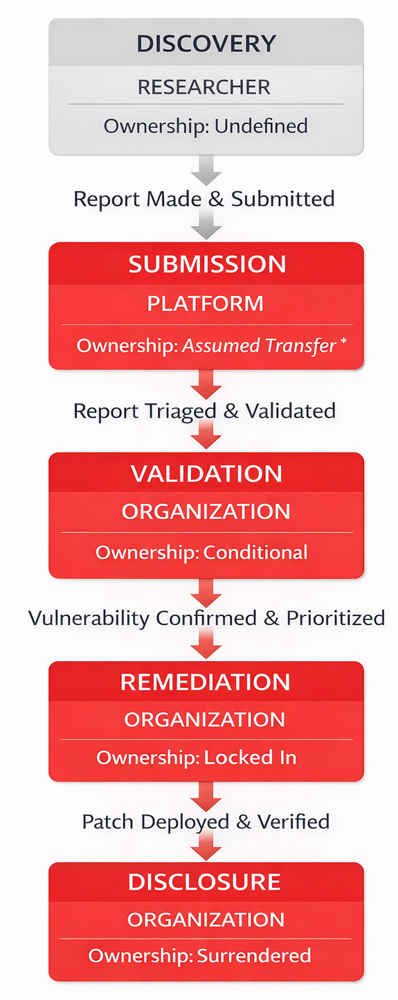 DISCOVERY
RESEARCHER
Ownership: Undefined
Report Made & Submitted
SUBMISSION
PLATFORM
Ownership: Assumed Transfer *
Report Triaged & Validated
VALIDATION
ORGANIZATION
Ownership: Conditional
Vulnerability Confirmed & Prioritized
REMEDIATION
ORGANIZATION
Ownership: Locked In
Patch Deployed & Verified
DISCLOSURE
ORGANIZATION
Ownership: Surrendered